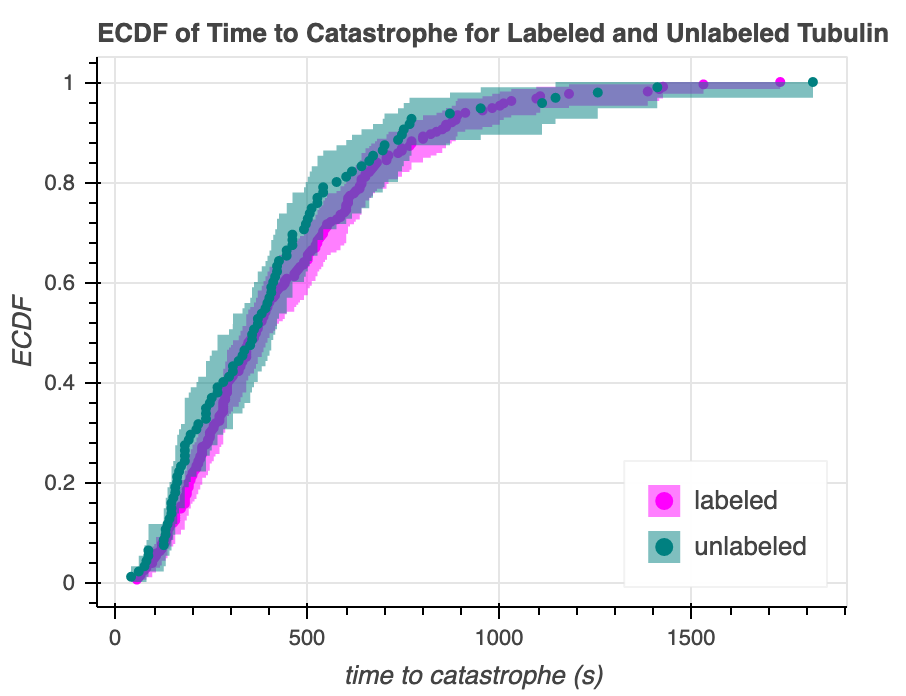 ECDF of Time to Catastrophe for Labeled and Unlabeled Tubulin
ECDF
1
0.8
0.6
0.4
0.2
0
0
500
1000
1500
time to catastrophe (s)
labeled
unlabeled